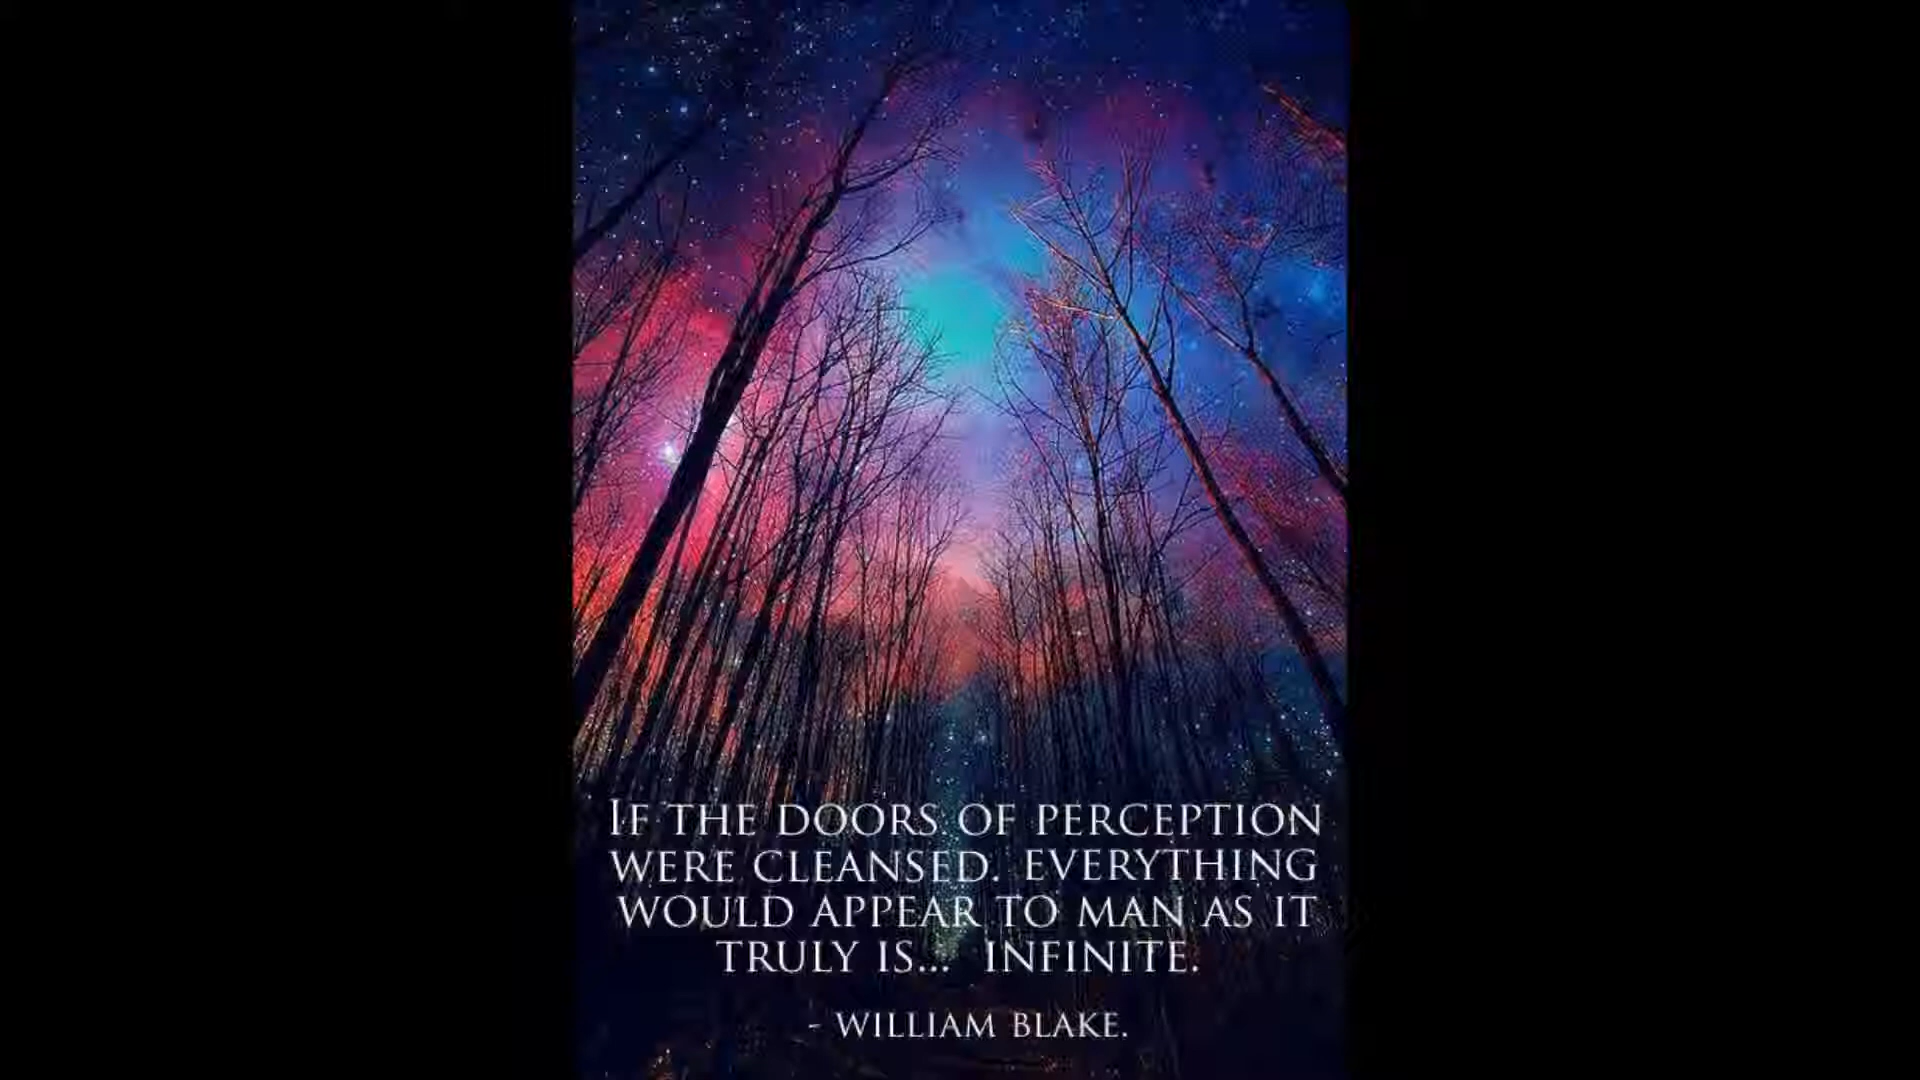 IF THE DOORS OF PERCEPTION
WERE CLEANSED. EVERYTHING
WOULD APPEAR TO MAN AS IT
TRULY IS... INFINITE.
- WILLIAM BLAKE.